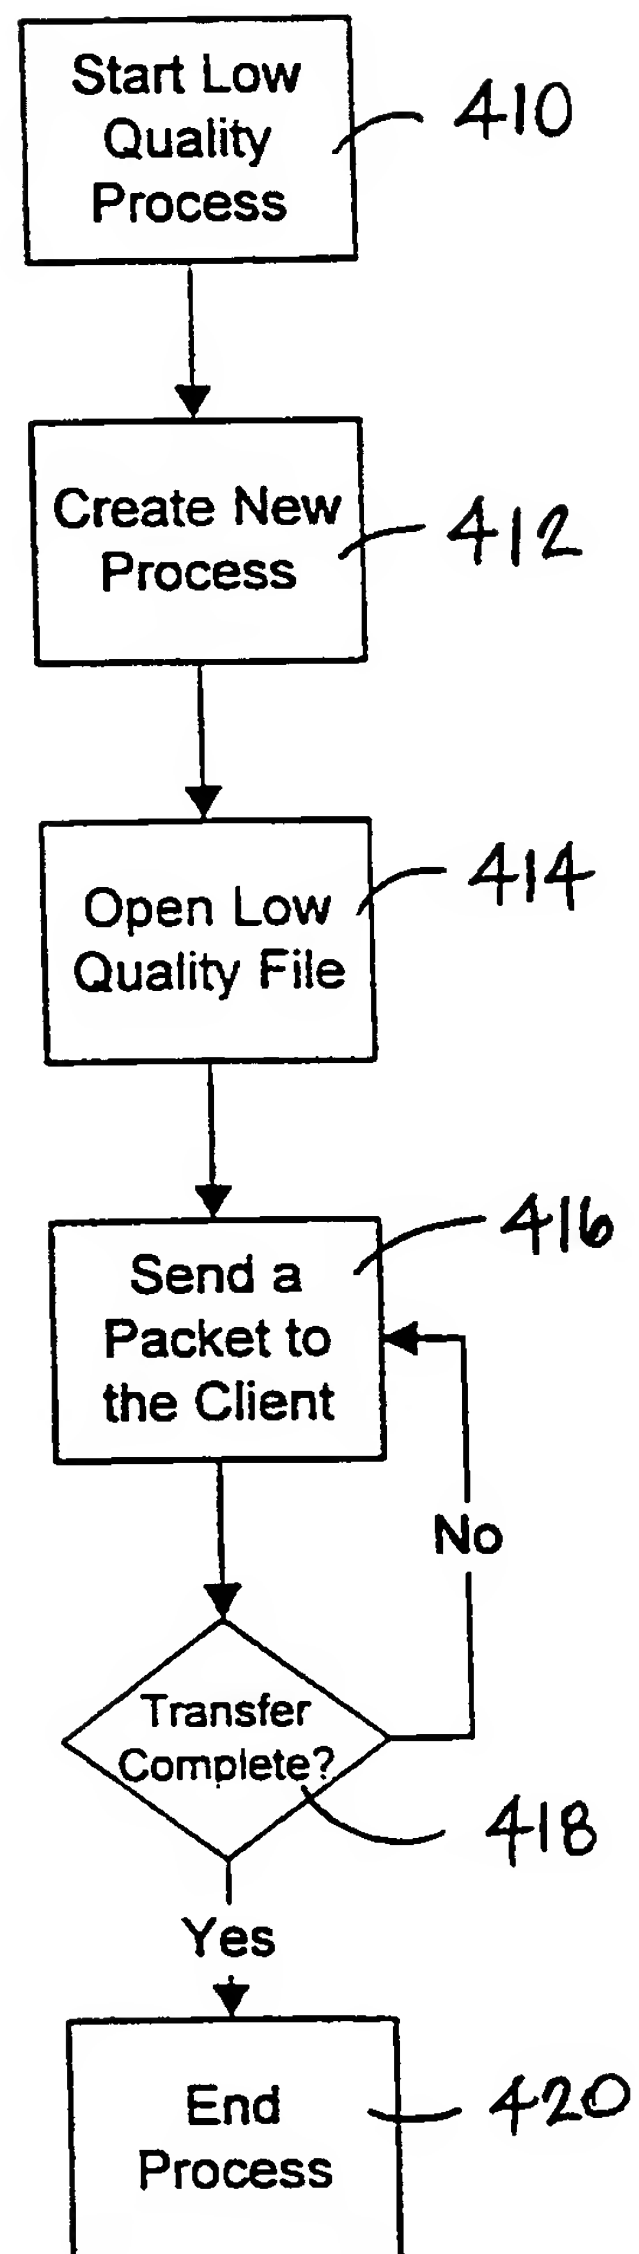 Start Low
Quality
Process
410
Create New
Process
412
Open Low
Quality File
414
Send a
Packet to
the Client
416
No
Transfer
Complete?
418
Yes
End
Process
420